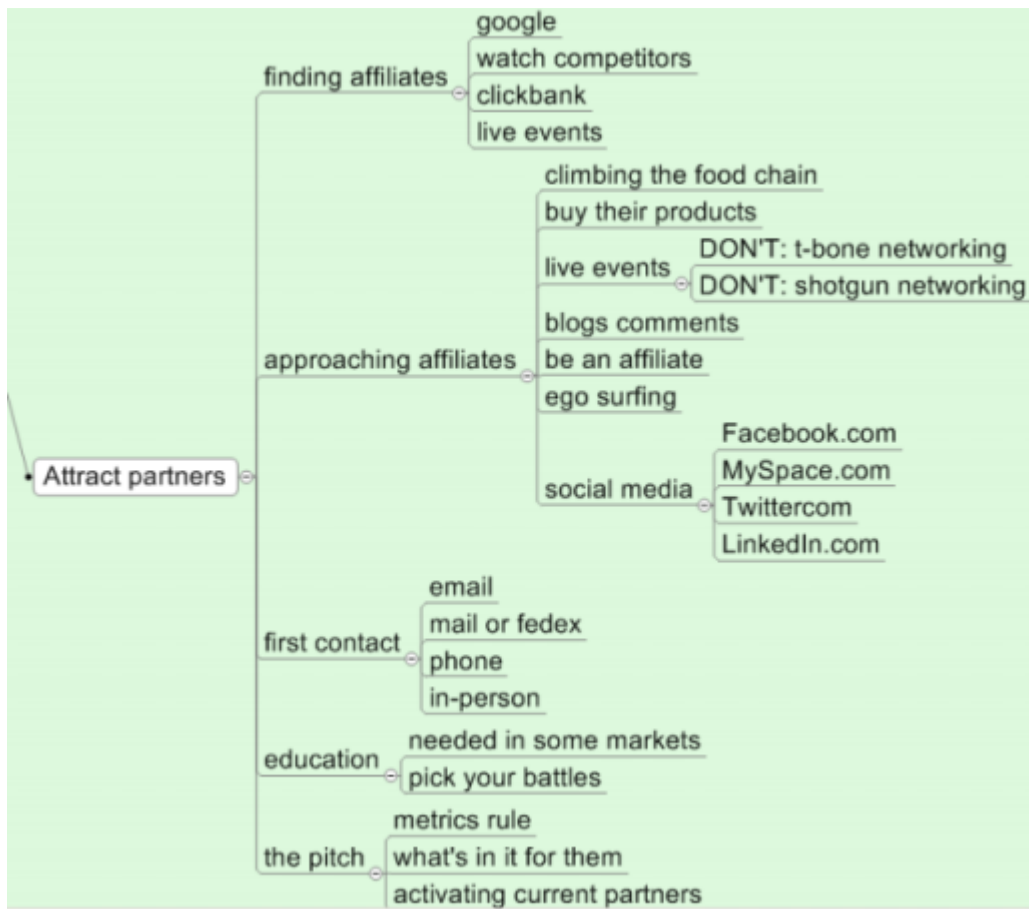 Attract partners
finding affiliates
google
watch competitors
clickbank
live events
approaching affiliates
climbing the food chain
buy their products
live events
DON'T: t-bone networking
DON'T: shotgun networking
blogs comments
be an affiliate
ego surfing
social media
Facebook.com
MySpace.com
Twittercom
LinkedIn.com
first contact
email
mail or fedex
phone
in-person
education
needed in some markets
pick your battles
the pitch
metrics rule
what's in it for them
activating current partners